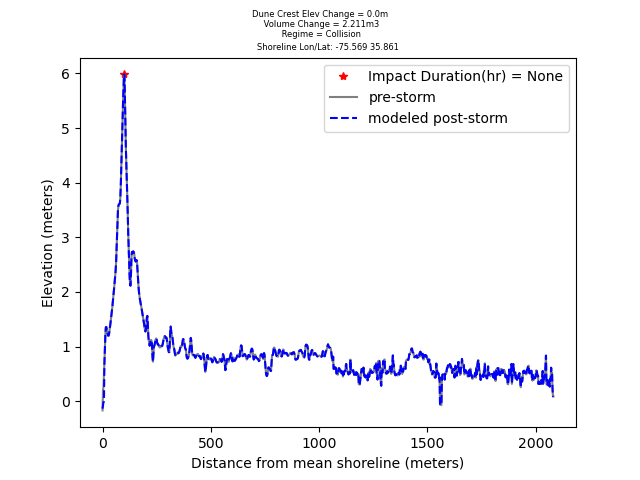 Dune Crest Elev Change = 0.0m
Volume Change = 2.211m3
Regime = Collision
Shoreline Lon/Lat: -75.569 35.861
Impact Duration(hr) = None
pre-storm
modeled post-storm
6
5
4
3
2
1
0
Elevation (meters)
0
500
1000
1500
2000
Distance from mean shoreline (meters)